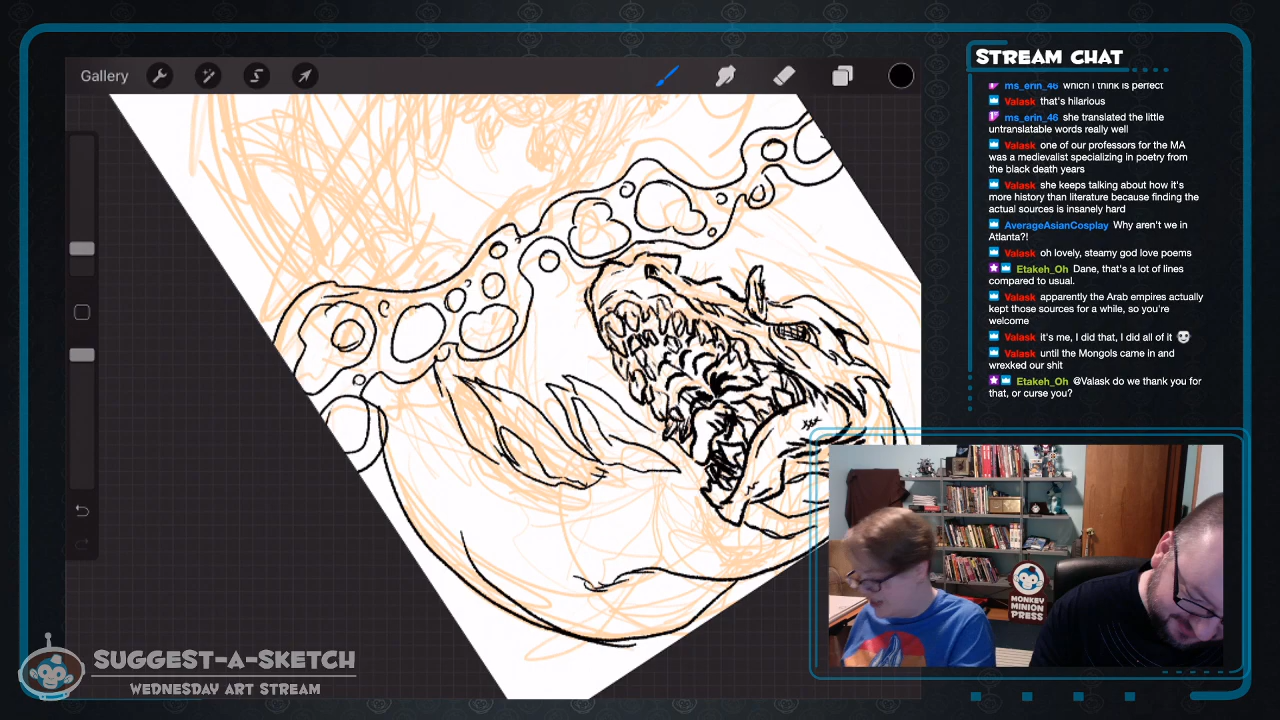 Gallery
STREAM CHAT
ms_erin_46 which I think is perfect
Valask that's hilarious
ms_erin_46 she translated the little
untranslatable words really well
Valask one of our professors for the MA
was a medievalist specializing in poetry from
the black death years
Valask she keeps talking about how it's
more history than literature because finding the
actual sources is insanely hard
AverageAsianCosplay Why aren't we in
Atlanta?!
Valask oh lovely, steamy god love poems
Etakeh_Oh Dane, that's a lot of lines
compared to usual.
Valask apparently the Arab empires actually
kept those sources for a while, so you're
welcome
Valask it's me, I did that, I did all of it
Valask until the Mongols came in and
wrexked our shit
Etakeh_Oh @Valask do we thank you for
that, or curse you?
MONKEY
MINION
PRESS
SUGGEST-A-SKETCH
WEDNESDAY ART STREAM